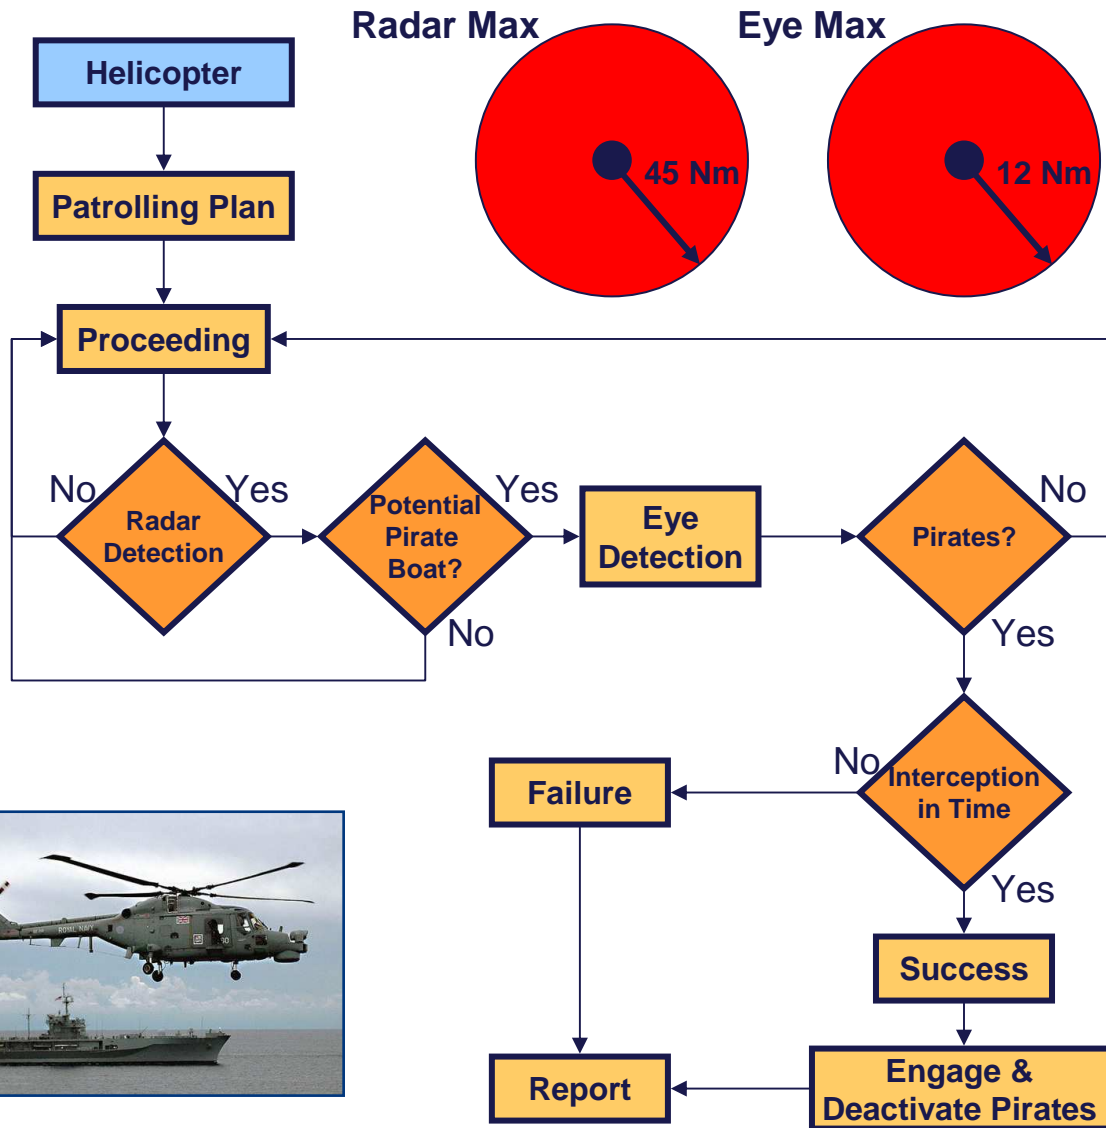 Radar Max
Eye Max
Helicopter
45 Nm
12 Nm
Patrolling Plan
Proceeding
No
Yes
Radar
Detection
Potential
Pirate
Boat?
Yes
No
Eye
Detection
Pirates?
No
Yes
Interception
in Time
No
Yes
Failure
Success
Engage &
Deactivate Pirates
Report
ROYAL NAVY